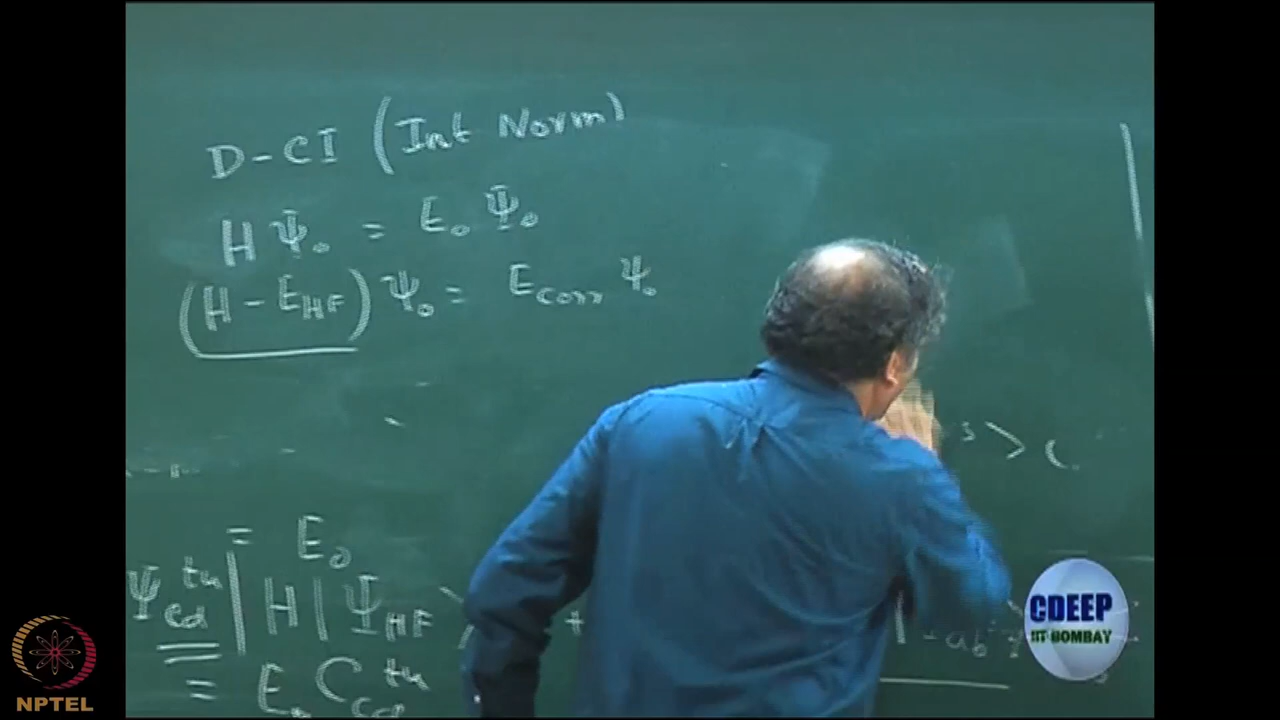 D-CI (Int Norm)
H Ψ₀ = E₀ Ψ₀
(H - E_HF) Ψ₀ = E_corr Ψ₀
s > C
= E₀
Ψ_cd^tu | H | Ψ_HF > +
= E₀ C_cd^tu
CDEEP
IIT BOMBAY
NPTEL